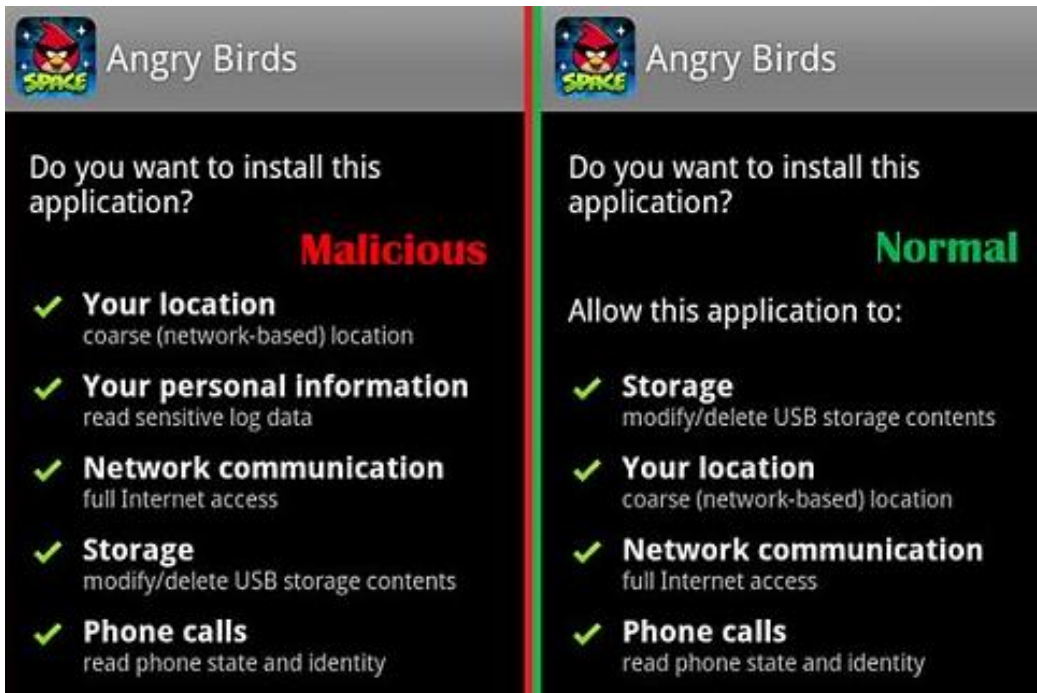 SPACE
Angry Birds
Do you want to install this
application?
Malicious
Your location
coarse (network-based) location
Your personal information
read sensitive log data
Network communication
full Internet access
Storage
modify/delete USB storage contents
Phone calls
read phone state and identity
SPACE
Angry Birds
Do you want to install this
application?
Normal
Allow this application to:
Storage
modify/delete USB storage contents
Your location
coarse (network-based) location
Network communication
full Internet access
Phone calls
read phone state and identity